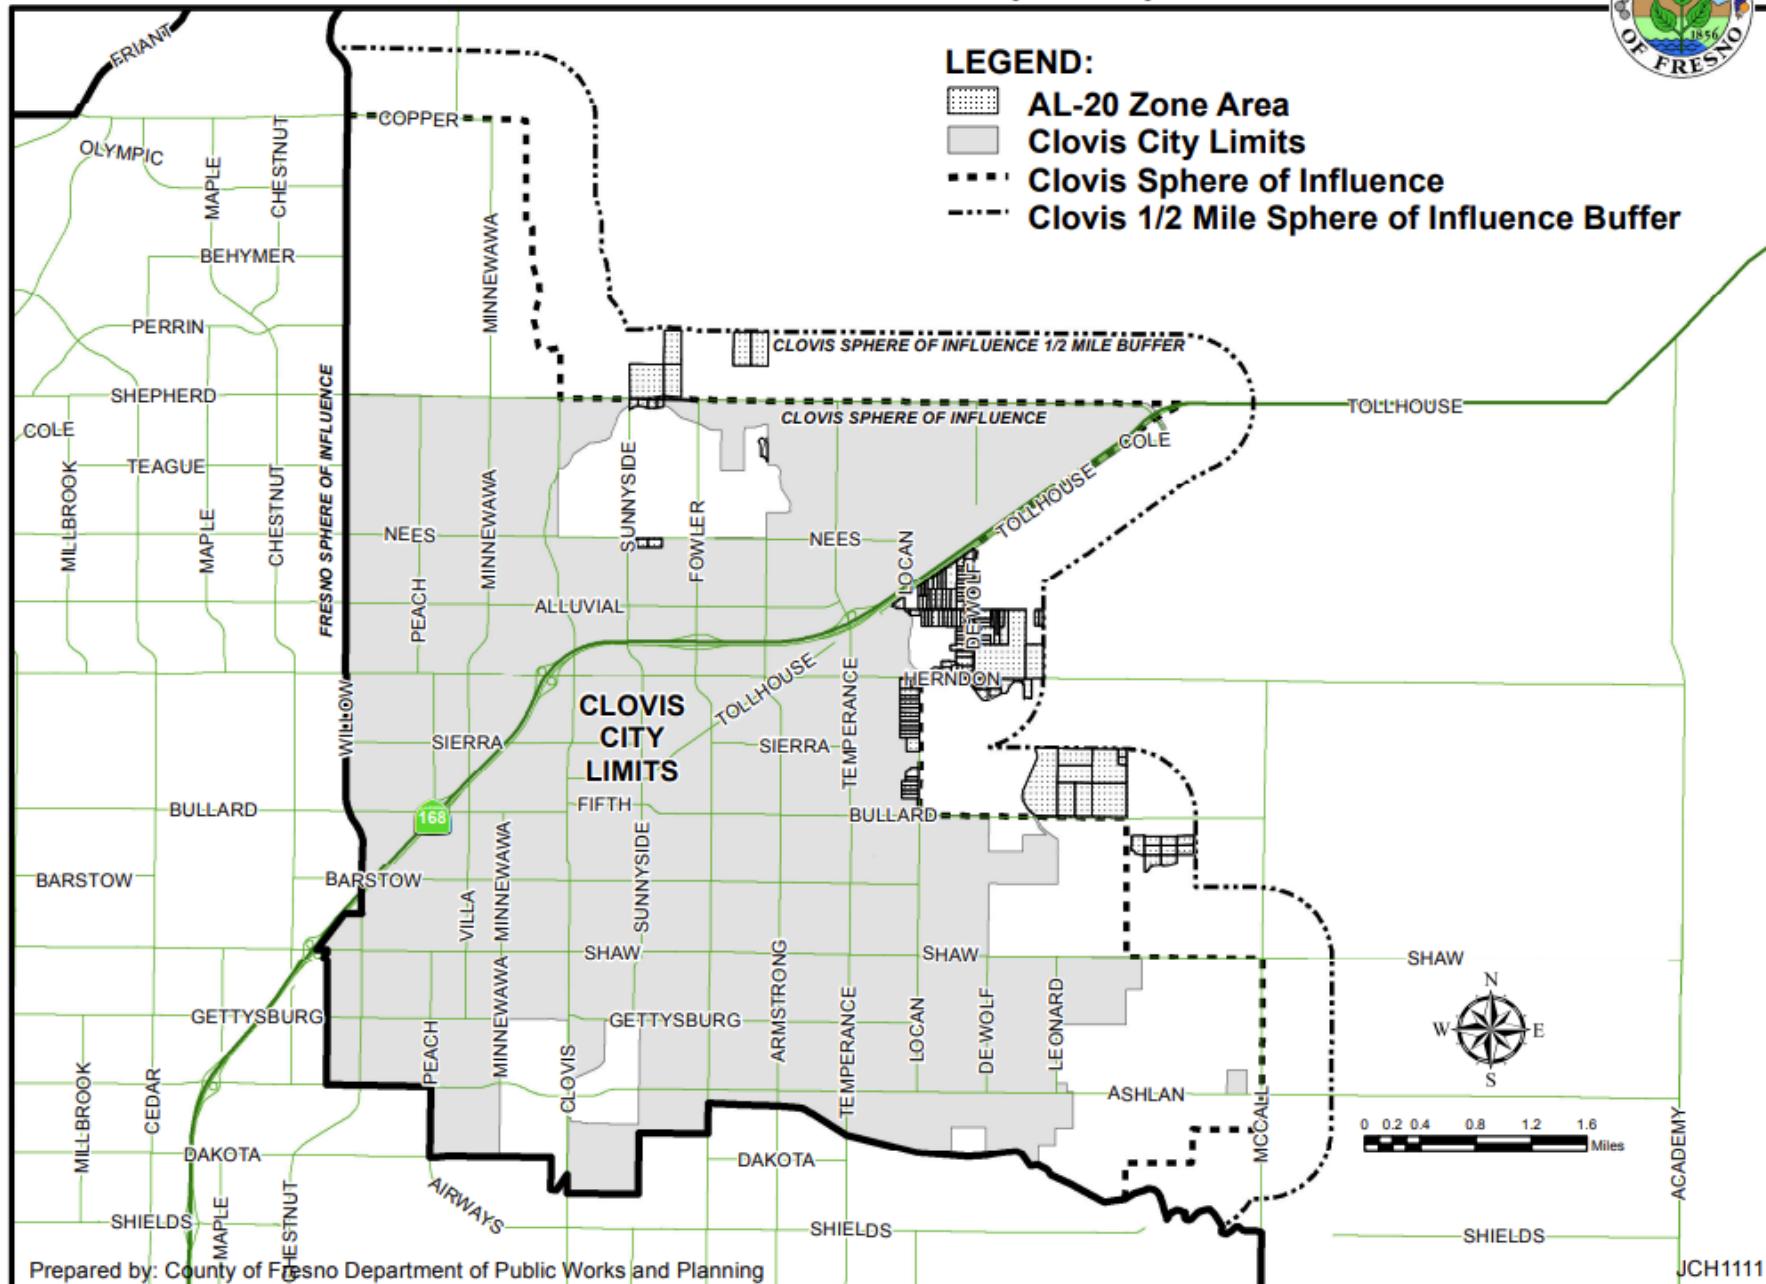 1856
OF FRESNO
LEGEND:
AL-20 Zone Area
Clovis City Limits
Clovis Sphere of Influence
Clovis 1/2 Mile Sphere of Influence Buffer
FRIANT
COPPER
OLYMPIC
MAPLE
CHESTNUT
MINNEWAWA
BEHYMER
PERRIN
CLOVIS SPHERE OF INFLUENCE 1/2 MILE BUFFER
SHEPHERD
FRESNO SPHERE OF INFLUENCE
CLOVIS SPHERE OF INFLUENCE
TOLLHOUSE
COLE
COLE
TEAGUE
MILLBROOK
MAPLE
CHESTNUT
MINNEWAWA
SUNNYSIDE
FOWLER
TOLLHOUSE
NEES
NEES
LOCAN
PEACH
ALLUVIAL
DE WOLF
WILLOW
CLOVIS
CITY
LIMITS
TOLLHOUSE
TEMPERANCE
HERNDON
SIERRA
SIERRA
BULLARD
168
FIFTH
BULLARD
BARSTOW
BARSTOW
VILLA
MINNEWAWA
SUNNYSIDE
SHAW
ARMSTRONG
SHAW
SHAW
N
W
E
S
GETTYSBURG
PEACH
MINNEWAWA
CLOVIS
GETTYSBURG
TEMPERANCE
LOCAN
DE WOLF
LEONARD
MILLBROOK
CEDAR
ASHLAN
MCCALL
0 0.2 0.4 0.8 1.2 1.6
Miles
ACADEMY
DAKOTA
DAKOTA
AIRWAYS
SHIELDS
MAPLE
CHESTNUT
SHIELDS
SHIELDS
Prepared by: County of Fresno Department of Public Works and Planning
JCH1111